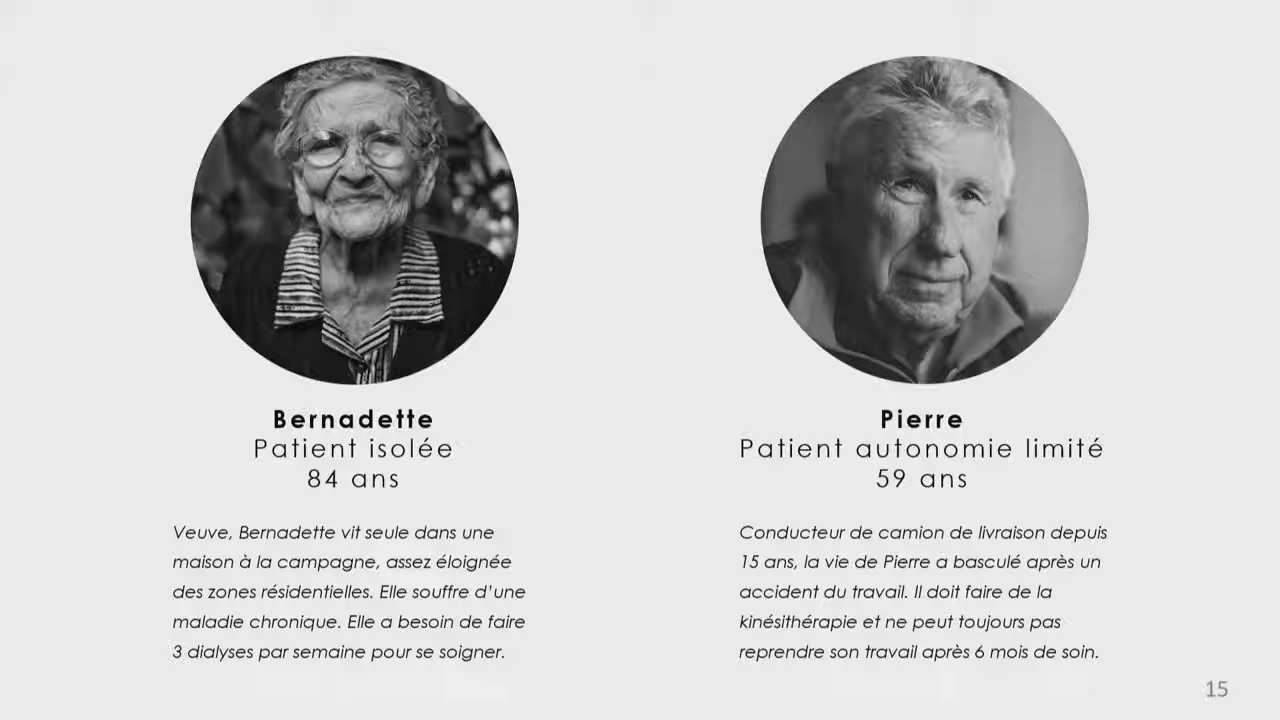 Bernadette
Patient isolée
84 ans
Veuve, Bernadette vit seule dans une
maison à la campagne, assez éloignée
des zones résidentielles. Elle souffre d’une
maladie chronique. Elle a besoin de faire
3 dialyses par semaine pour se soigner.
Pierre
Patient autonomie limité
59 ans
Conducteur de camion de livraison depuis
15 ans, la vie de Pierre a basculé après un
accident du travail. Il doit faire de la
kinésithérapie et ne peut toujours pas
reprendre son travail après 6 mois de soin.
15